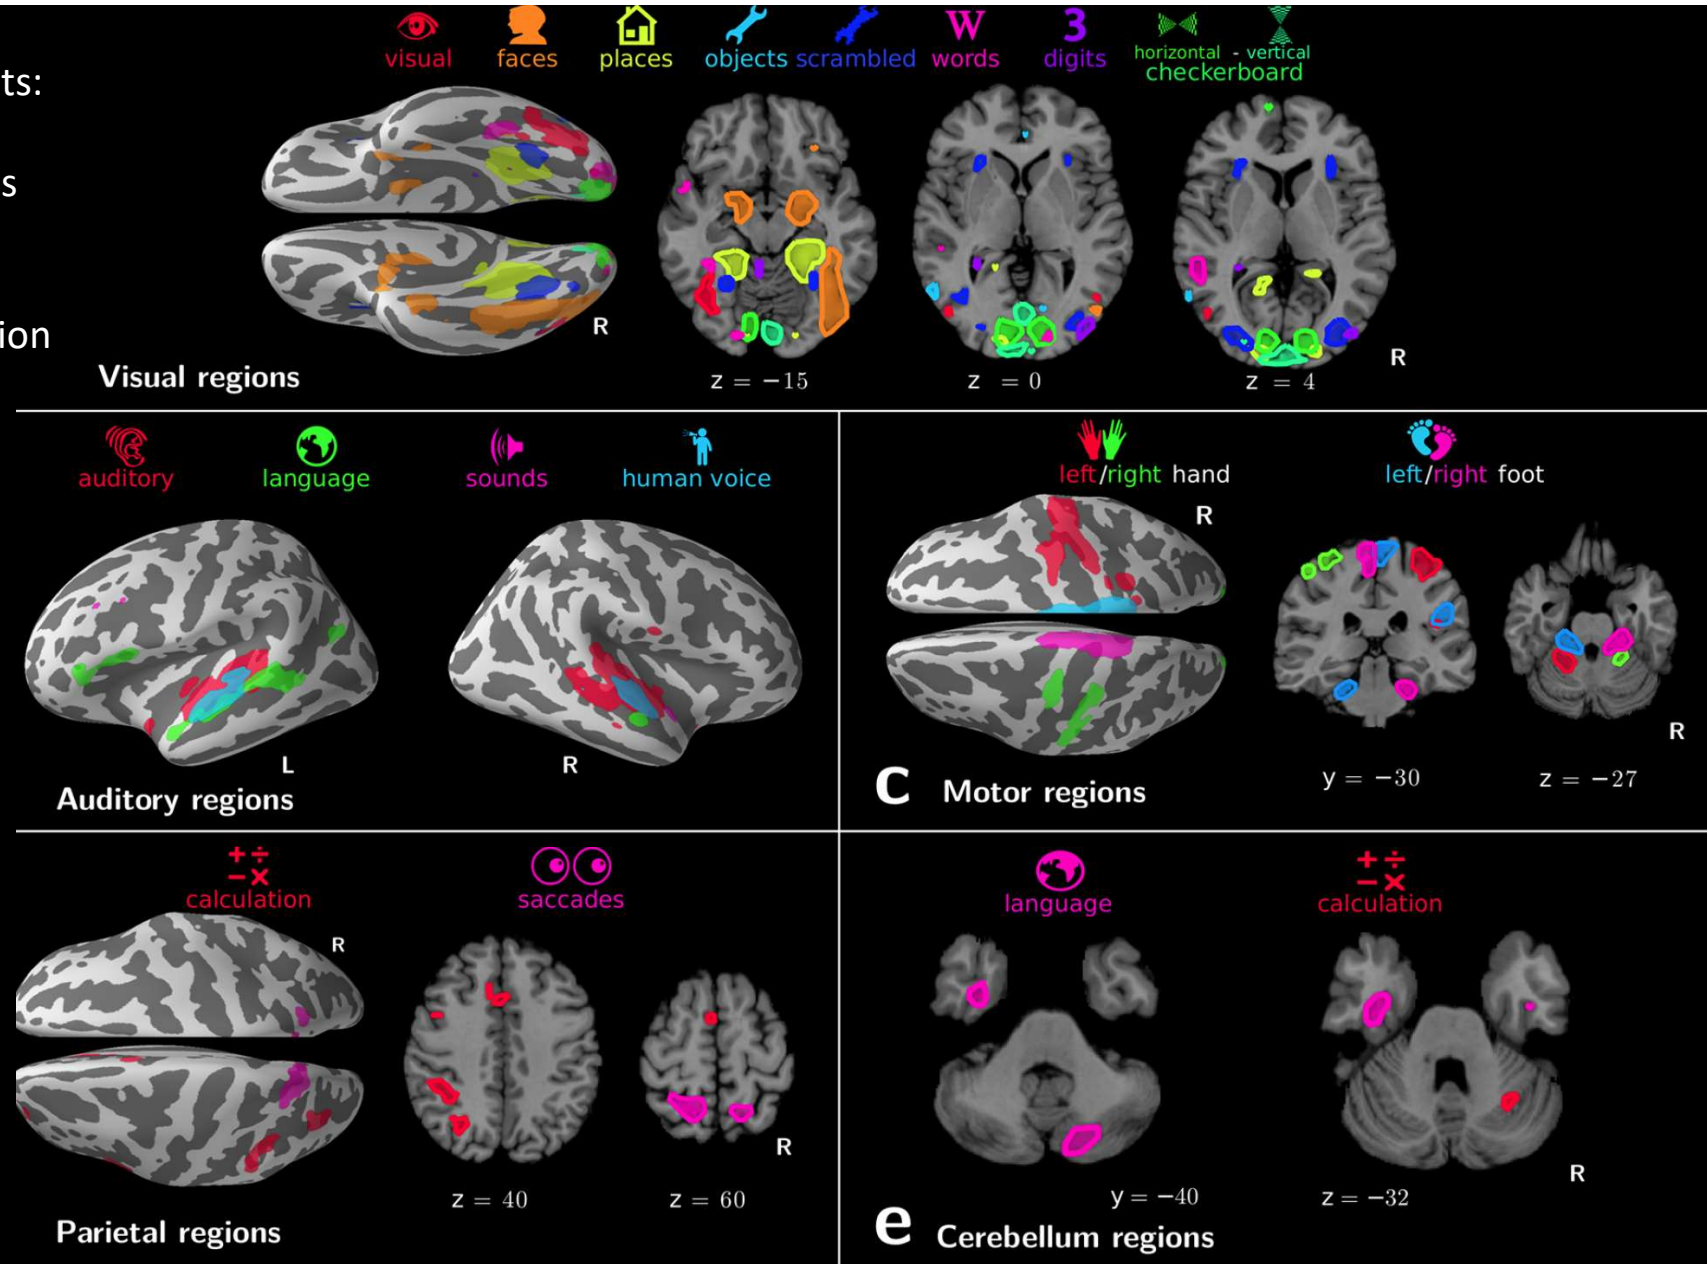 ts:
s
ion
visual faces places objects scrambled words digits horizontal - vertical
checkerboard
W 3
R
R
Visual regions
z = −15
z = 0
z = 4
auditory language sounds human voice
L
R
Auditory regions
left/right hand left/right foot
R
R
y = −30
z = −27
c Motor regions
+ ÷
− ×
calculation saccades
R
R
z = 40
z = 60
Parietal regions
+ ÷
− ×
language calculation
R
y = −40
z = −32
e Cerebellum regions